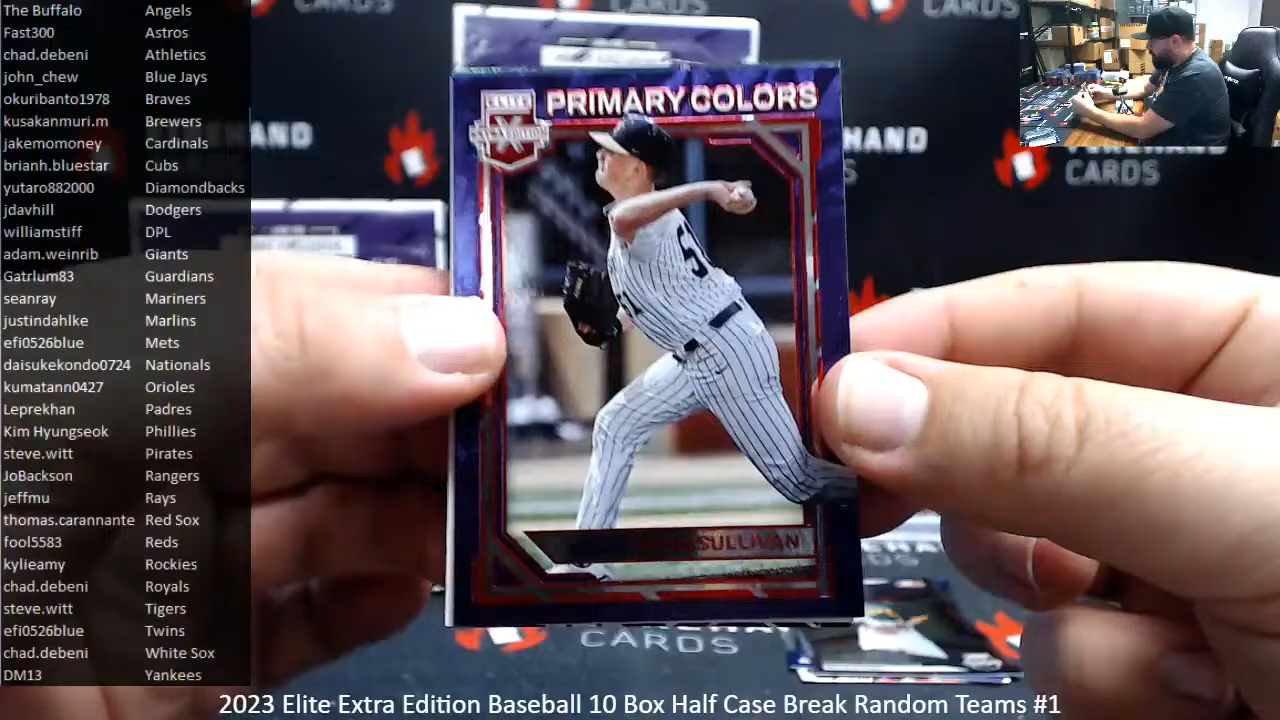 The Buffalo Angels
Fast300 Astros
chad.debeni Athletics
john_chew Blue Jays
okuribanto1978 Braves
kusakanmuri.m Brewers
jakemomoney Cardinals
brianh.bluestar Cubs
yutaro882000 Diamondbacks
jdavhill Dodgers
williamstiff DPL
adam.weinrib Giants
Gatrlum83 Guardians
seanray Mariners
justindahlke Marlins
efi0526blue Mets
daisukekondo0724 Nationals
kumatann0427 Orioles
Leprekhan Padres
Kim Hyungseok Phillies
steve.witt Pirates
JoBackson Rangers
jeffmu Rays
thomas.carannante Red Sox
fool5583 Reds
kylieamy Rockies
chad.debeni Royals
steve.witt Tigers
efi0526blue Twins
chad.debeni White Sox
DM13 Yankees
CARDS
CARDS
ELITE
X
PRIMARY COLORS
CARDS
51
SULLIVAN
CARDS
2023 Elite Extra Edition Baseball 10 Box Half Case Break Random Teams #1